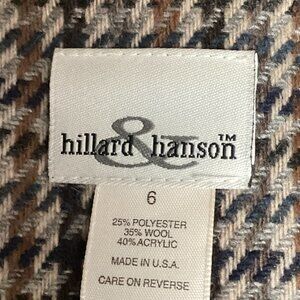 hillard & hanson™
6
25% POLYESTER
35% WOOL
40% ACRYLIC
MADE IN U.S.A.
CARE ON REVERSE